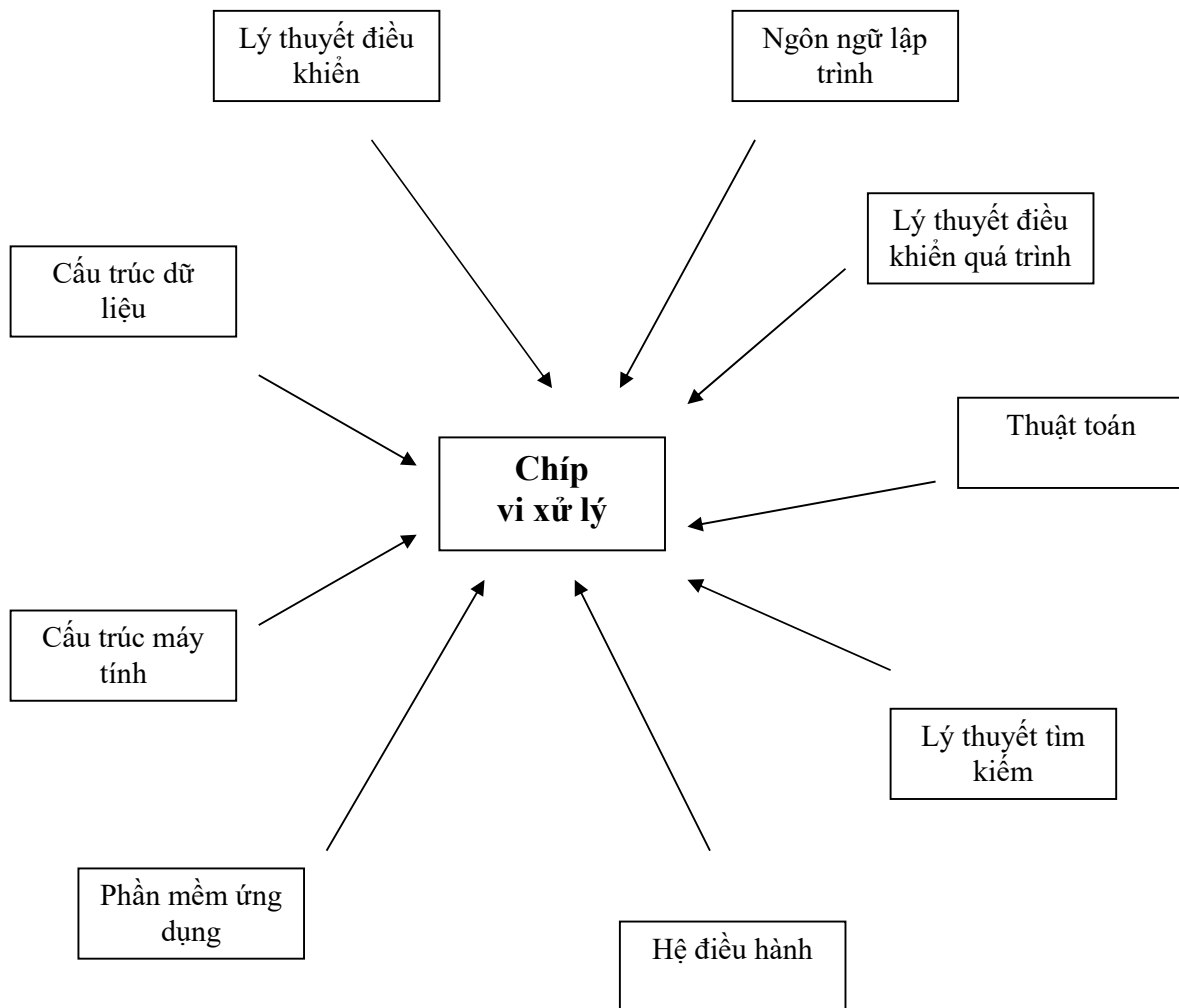 Lý thuyết điều
khiển
Ngôn ngữ lập
trình
Lý thuyết điều
khiển quá trình
Cấu trúc dữ
liệu
Thuật toán
Chíp
vi xử lý
Cấu trúc máy
tính
Lý thuyết tìm
kiếm
Phần mềm ứng
dụng
Hệ điều hành